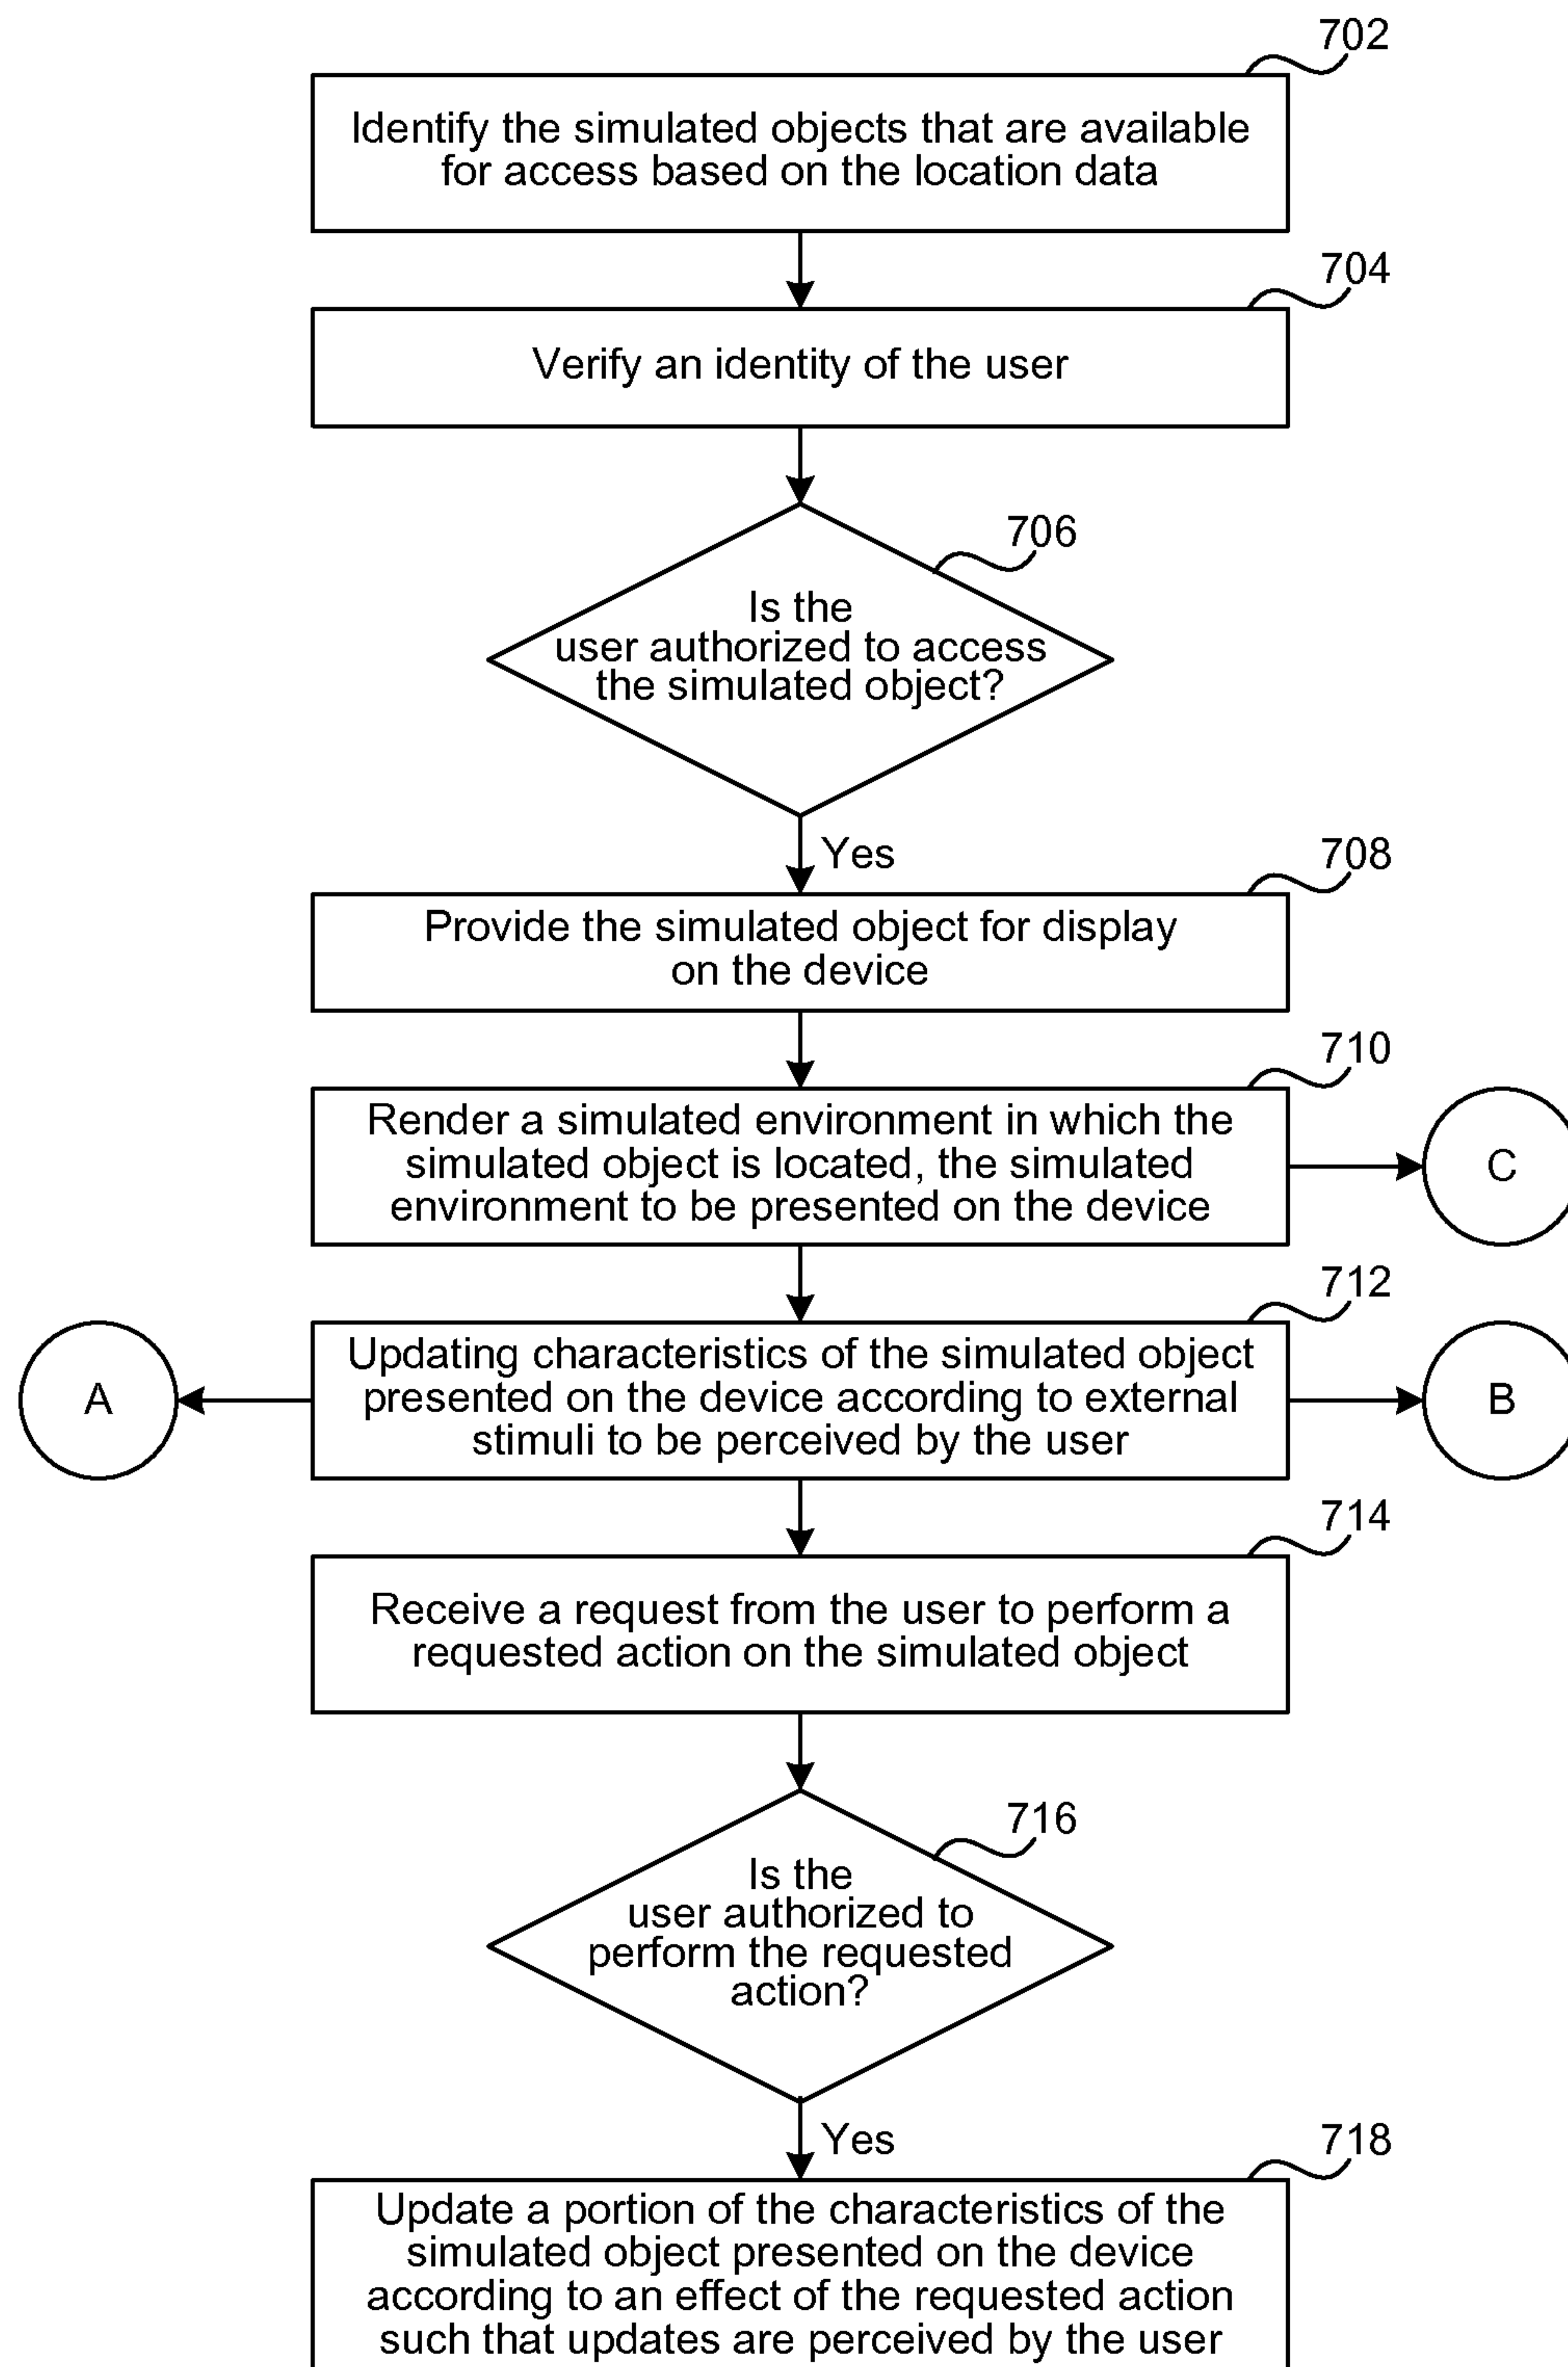 702
Identify the simulated objects that are available
for access based on the location data
704
Verify an identity of the user
706
Is the
user authorized to access
the simulated object?
Yes
708
Provide the simulated object for display
on the device
710
Render a simulated environment in which the
simulated object is located, the simulated
environment to be presented on the device
C
712
A
Updating characteristics of the simulated object
presented on the device according to external
stimuli to be perceived by the user
B
714
Receive a request from the user to perform a
requested action on the simulated object
716
Is the
user authorized to
perform the requested
action?
Yes
718
Update a portion of the characteristics of the
simulated object presented on the device
according to an effect of the requested action
such that updates are perceived by the user